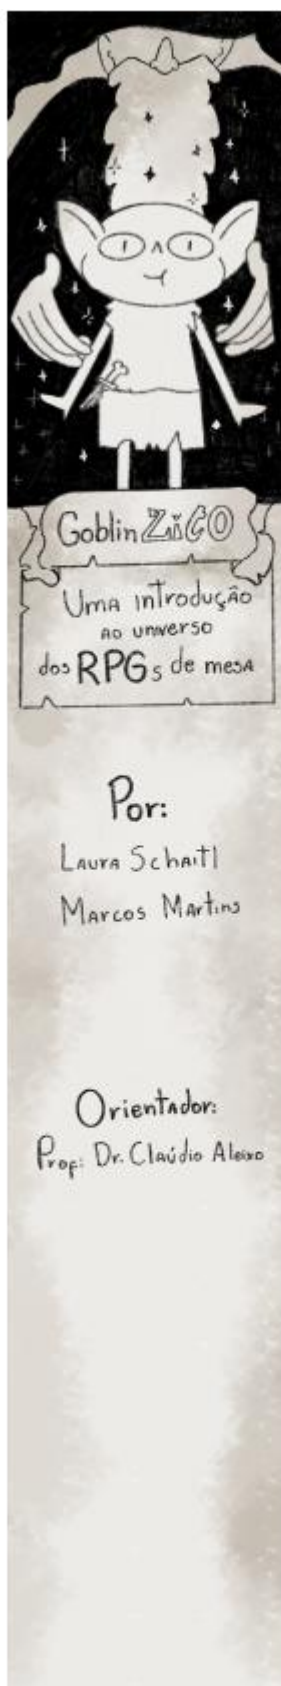 Goblin ZiCO
Uma introdução
ao universo
dos RPGs de mesa
Por:
Laura Schaitl
Marcos Martins
Orientador:
Prof: Dr. Claúdio Aleixo